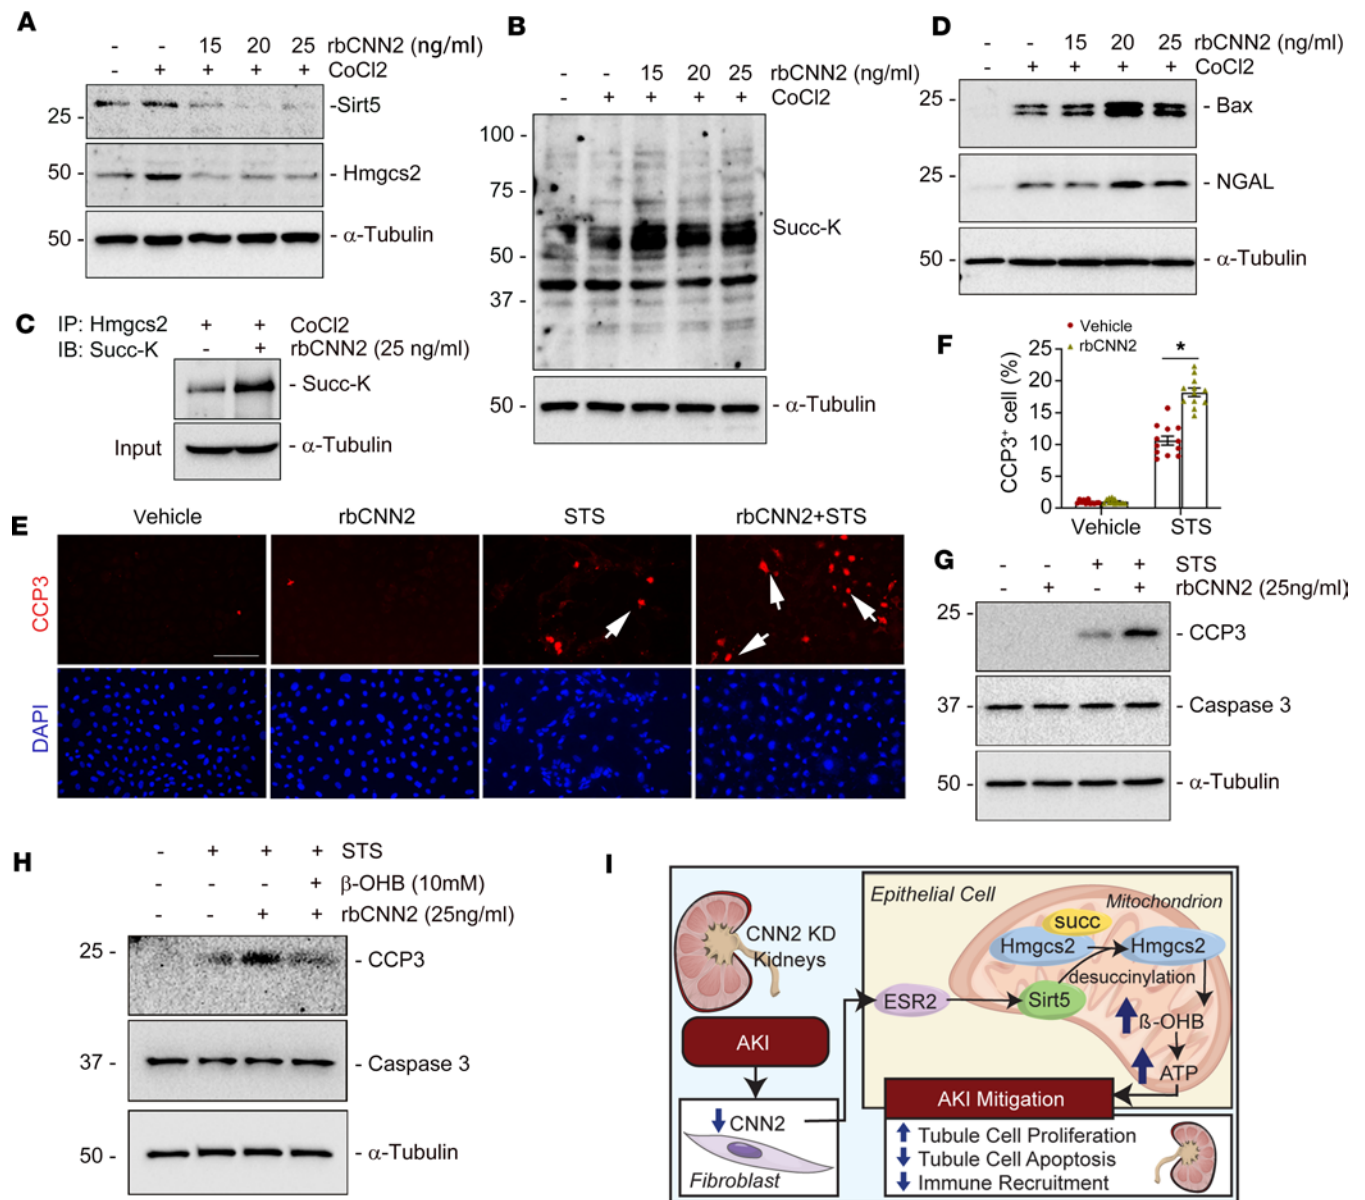 A
- - 15 20 25 rbCNN2 (ng/ml)
- + + + + CoCl2
25 - -Sirt5
50 - - Hmgcs2
50 - - α-Tubulin
B
- - 15 20 25 rbCNN2 (ng/ml)
- + + + + CoCl2
100 -
75 -
Succ-K
50 -
37 -
50 - - α-Tubulin
C
IP: Hmgcs2 + + CoCl2
IB: Succ-K - + rbCNN2 (25 ng/ml)
- Succ-K
Input - α-Tubulin
D
- - 15 20 25 rbCNN2 (ng/ml)
- + + + + CoCl2
25 - - Bax
25 - - NGAL
50 - - α-Tubulin
E
Vehicle rbCNN2 STS rbCNN2+STS
CCP3
DAPI
F
Vehicle
rbCNN2
*
CCP3+ cell (%)
25
20
15
10
5
0
Vehicle STS
G
- - + + STS
- + - + rbCNN2 (25ng/ml)
25 - - CCP3
37 - - Caspase 3
50 - - α-Tubulin
H
- + + + STS
- - - + β-OHB (10mM)
- - + + rbCNN2 (25ng/ml)
25 - - CCP3
37 - - Caspase 3
50 - - α-Tubulin
I
CNN2 KD
Kidneys
AKI
CNN2
Fibroblast
Epithelial Cell
Mitochondrion
succ
Hmgcs2
Hmgcs2
desuccinylation
ESR2
Sirt5
ß-OHB
ATP
AKI Mitigation
Tubule Cell Proliferation
Tubule Cell Apoptosis
Immune Recruitment